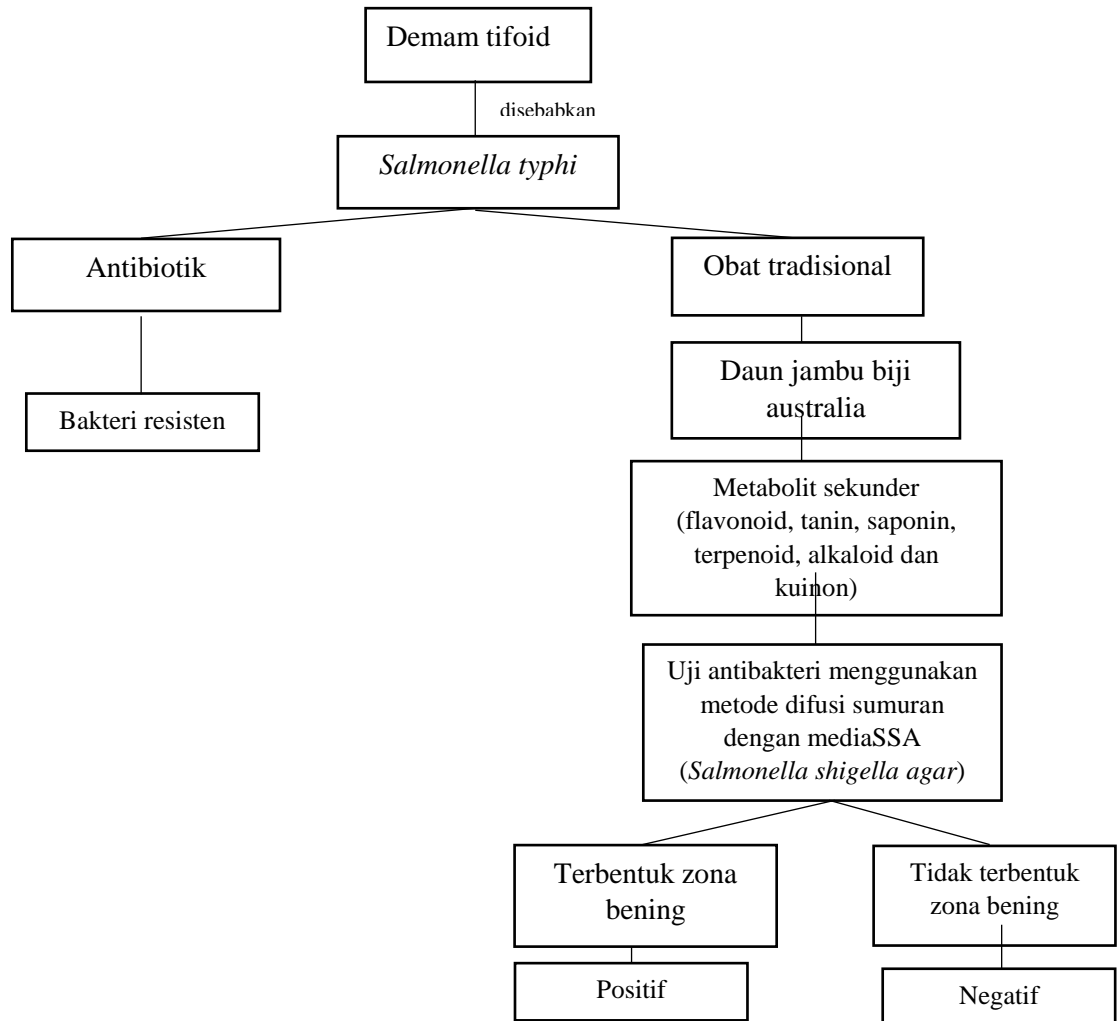 Demam tifoid
disebabkan
Salmonella typhi
Antibiotik
Obat tradisional
Daun jambu biji
australia
Bakteri resisten
Metabolit sekunder
(flavonoid, tanin, saponin,
terpenoid, alkaloid dan
kuinon)
Uji antibakteri menggunakan
metode difusi sumuran
dengan mediaSSA
(Salmonella shigella agar)
Terbentuk zona
bening
Tidak terbentuk
zona bening
Positif
Negatif